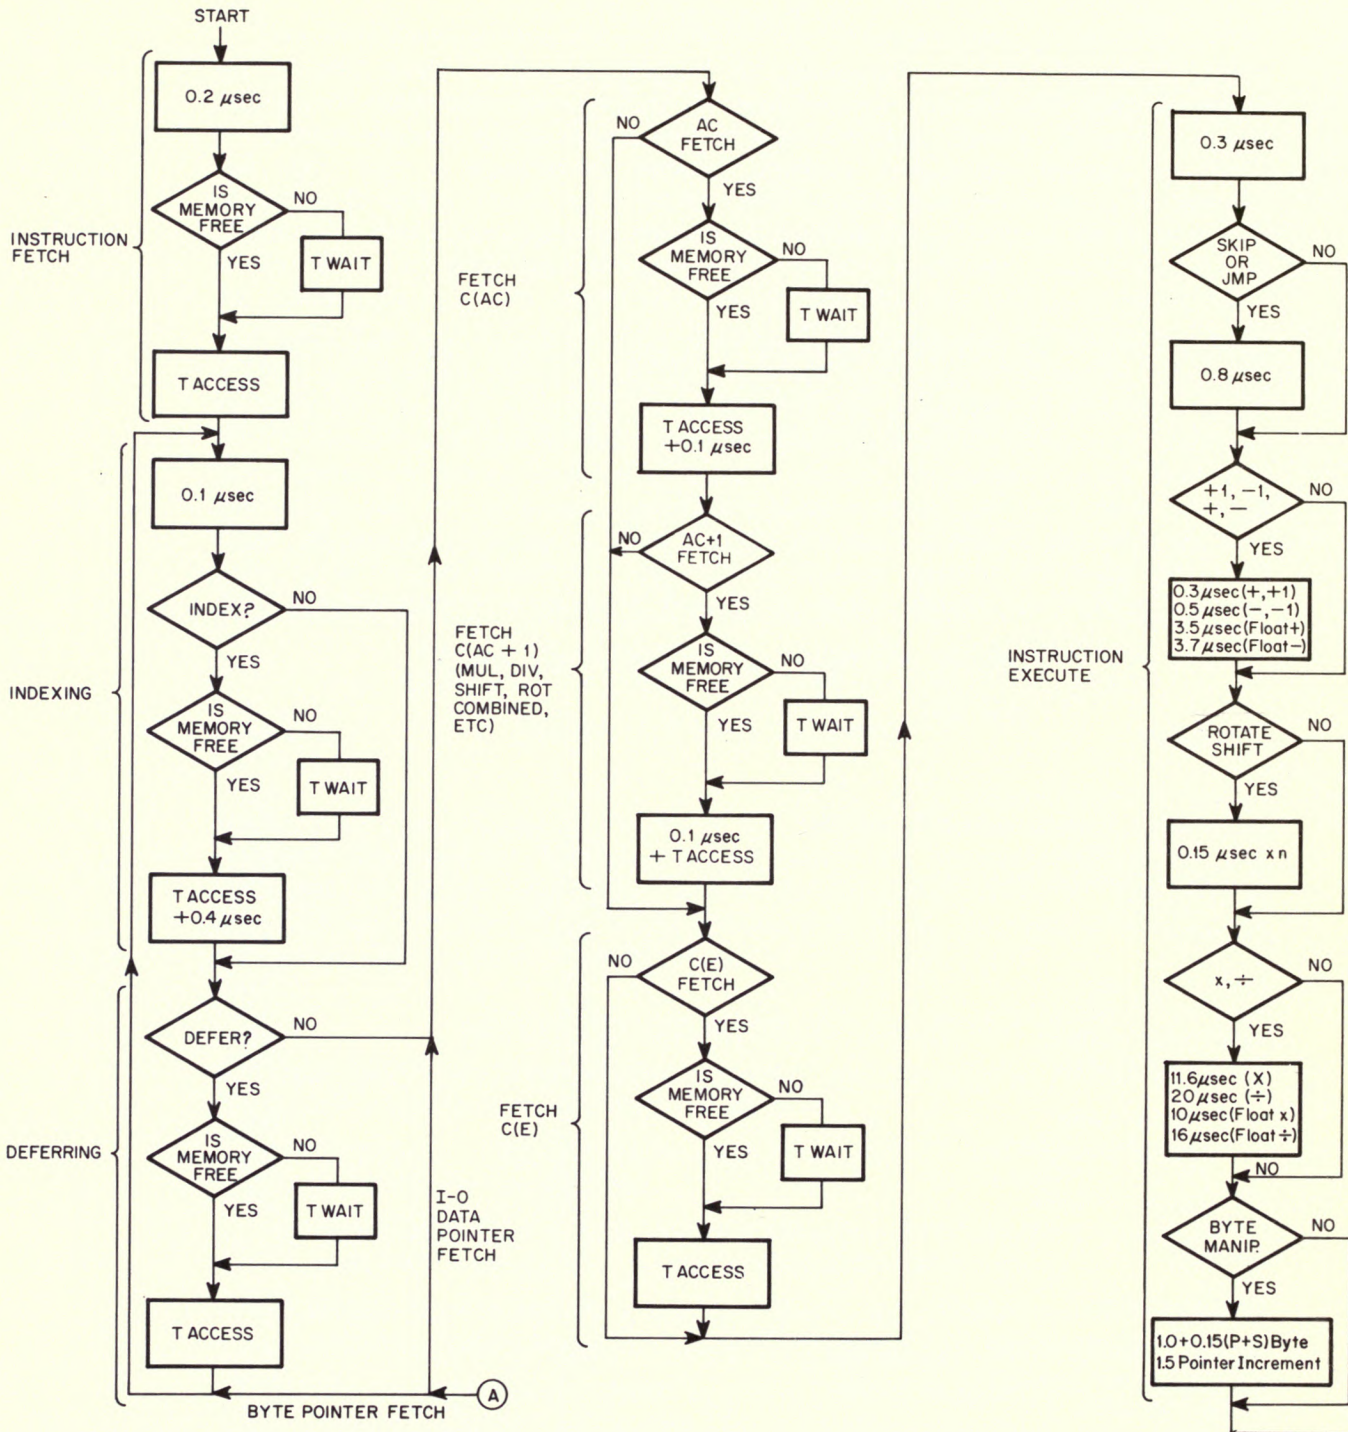 START
0.2 μsec
IS
MEMORY
FREE
NO
YES
T WAIT
INSTRUCTION
FETCH
T ACCESS
0.1 μsec
INDEX?
NO
YES
INDEXING
IS
MEMORY
FREE
NO
YES
T WAIT
T ACCESS
+0.4 μsec
DEFER?
NO
YES
DEFERRING
IS
MEMORY
FREE
NO
YES
T WAIT
T ACCESS
I-O
DATA
POINTER
FETCH
BYTE POINTER FETCH
A
NO
AC
FETCH
YES
FETCH
C(AC)
IS
MEMORY
FREE
NO
YES
T WAIT
T ACCESS
+0.1 μsec
NO
AC+1
FETCH
YES
FETCH
C(AC + 1)
(MUL, DIV,
SHIFT, ROT
COMBINED,
ETC)
IS
MEMORY
FREE
NO
YES
T WAIT
0.1 μsec
+ T ACCESS
NO
C(E)
FETCH
YES
FETCH
C(E)
IS
MEMORY
FREE
NO
YES
T WAIT
T ACCESS
0.3 μsec
SKIP
OR
JMP
NO
YES
0.8 μsec
+1, −1,
+, −
NO
YES
0.3 μsec (+, +1)
0.5 μsec (−, −1)
3.5 μsec (Float+)
3.7 μsec (Float−)
INSTRUCTION
EXECUTE
ROTATE
SHIFT
NO
YES
0.15 μsec x n
x, ÷
NO
YES
11.6 μsec (X)
20 μsec (÷)
10 μsec (Float x)
16 μsec (Float ÷)
NO
BYTE
MANIP.
NO
YES
1.0+0.15(P+S) Byte
1.5 Pointer Increment